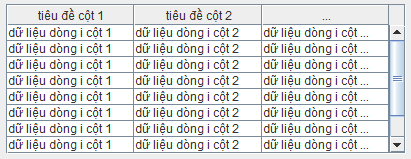 tiêu đề cột 1 tiêu đề cột 2 ...
dữ liệu dòng i cột 1 dữ liệu dòng i cột 2 dữ liệu dòng i cột ...
dữ liệu dòng i cột 1 dữ liệu dòng i cột 2 dữ liệu dòng i cột ...
dữ liệu dòng i cột 1 dữ liệu dòng i cột 2 dữ liệu dòng i cột ...
dữ liệu dòng i cột 1 dữ liệu dòng i cột 2 dữ liệu dòng i cột ...
dữ liệu dòng i cột 1 dữ liệu dòng i cột 2 dữ liệu dòng i cột ...
dữ liệu dòng i cột 1 dữ liệu dòng i cột 2 dữ liệu dòng i cột ...
dữ liệu dòng i cột 1 dữ liệu dòng i cột 2 dữ liệu dòng i cột ...
dữ liệu dòng i cột 1 dữ liệu dòng i cột 2 dữ liệu dòng i cột ...